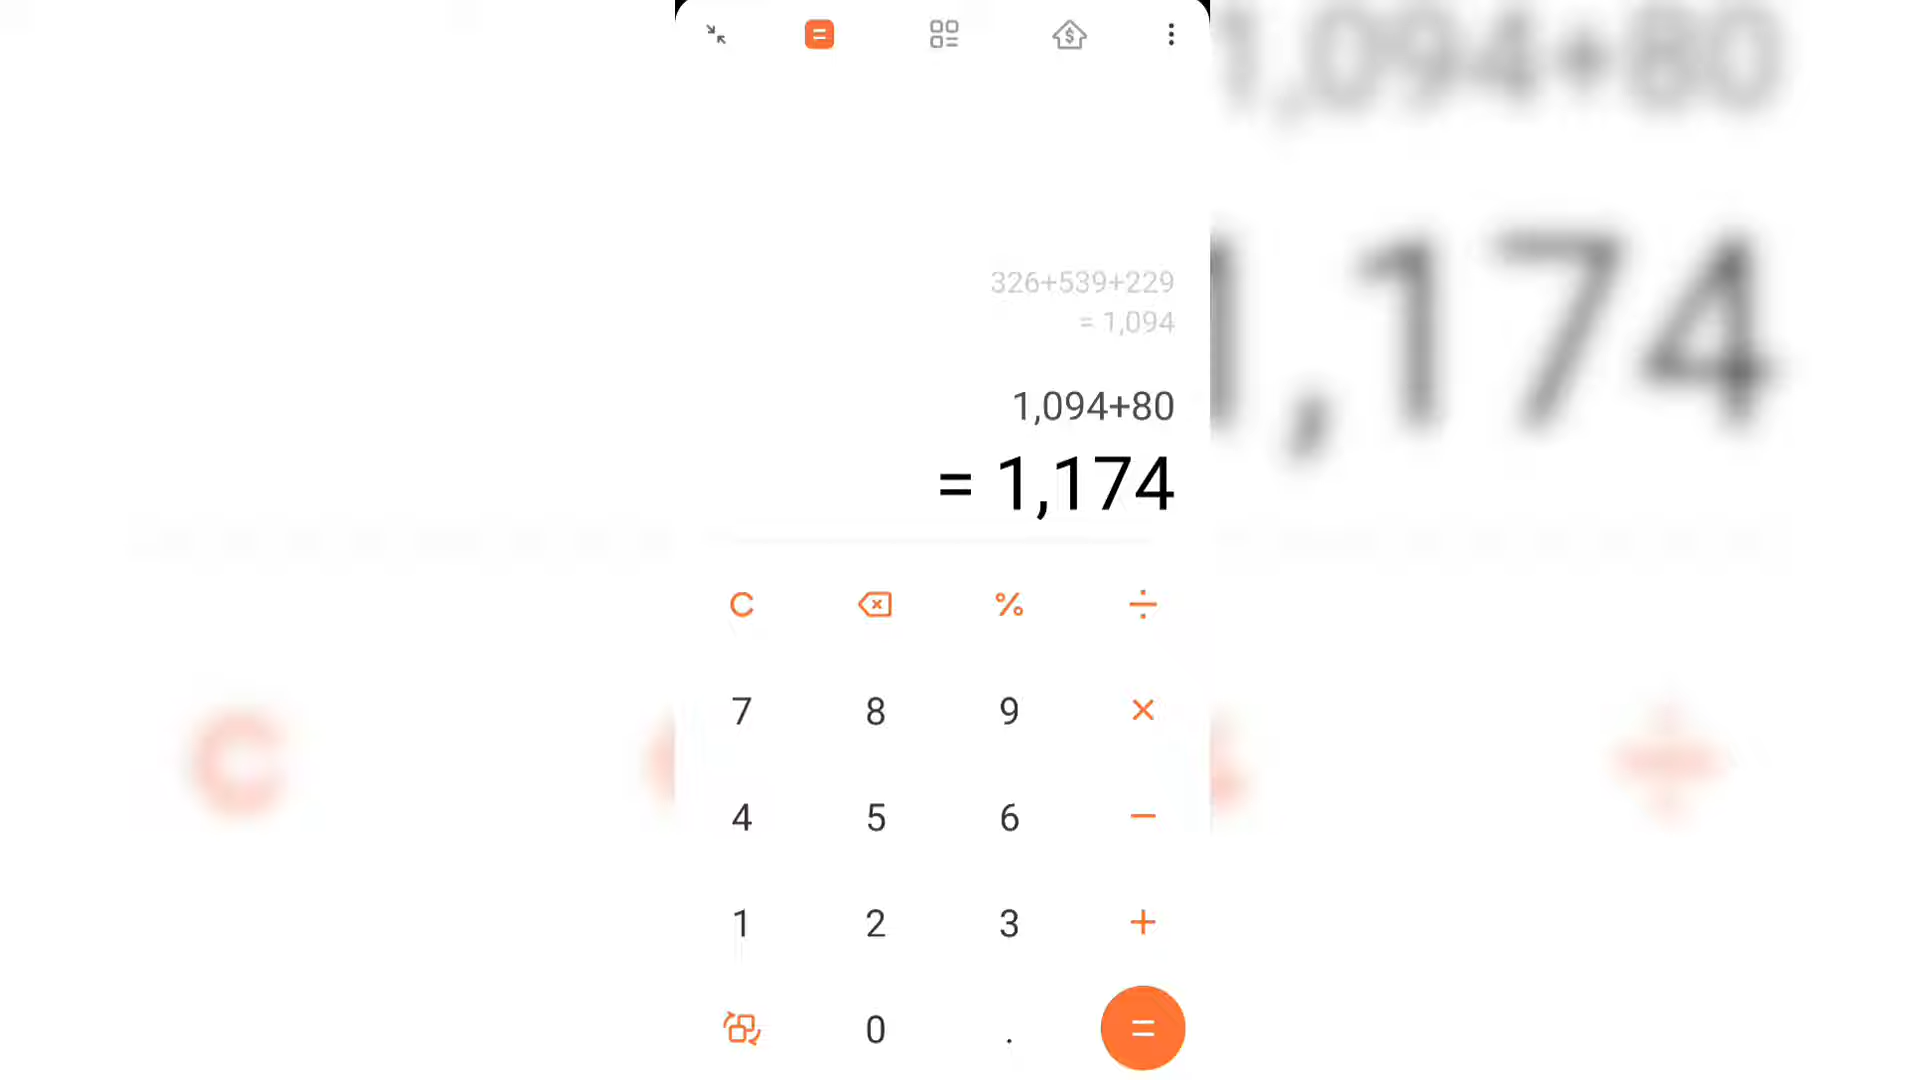 326+539+229
= 1,094
1,094+80
= 1,174
C % ÷
7 8 9 ×
4 5 6 −
1 2 3 +
0 . =